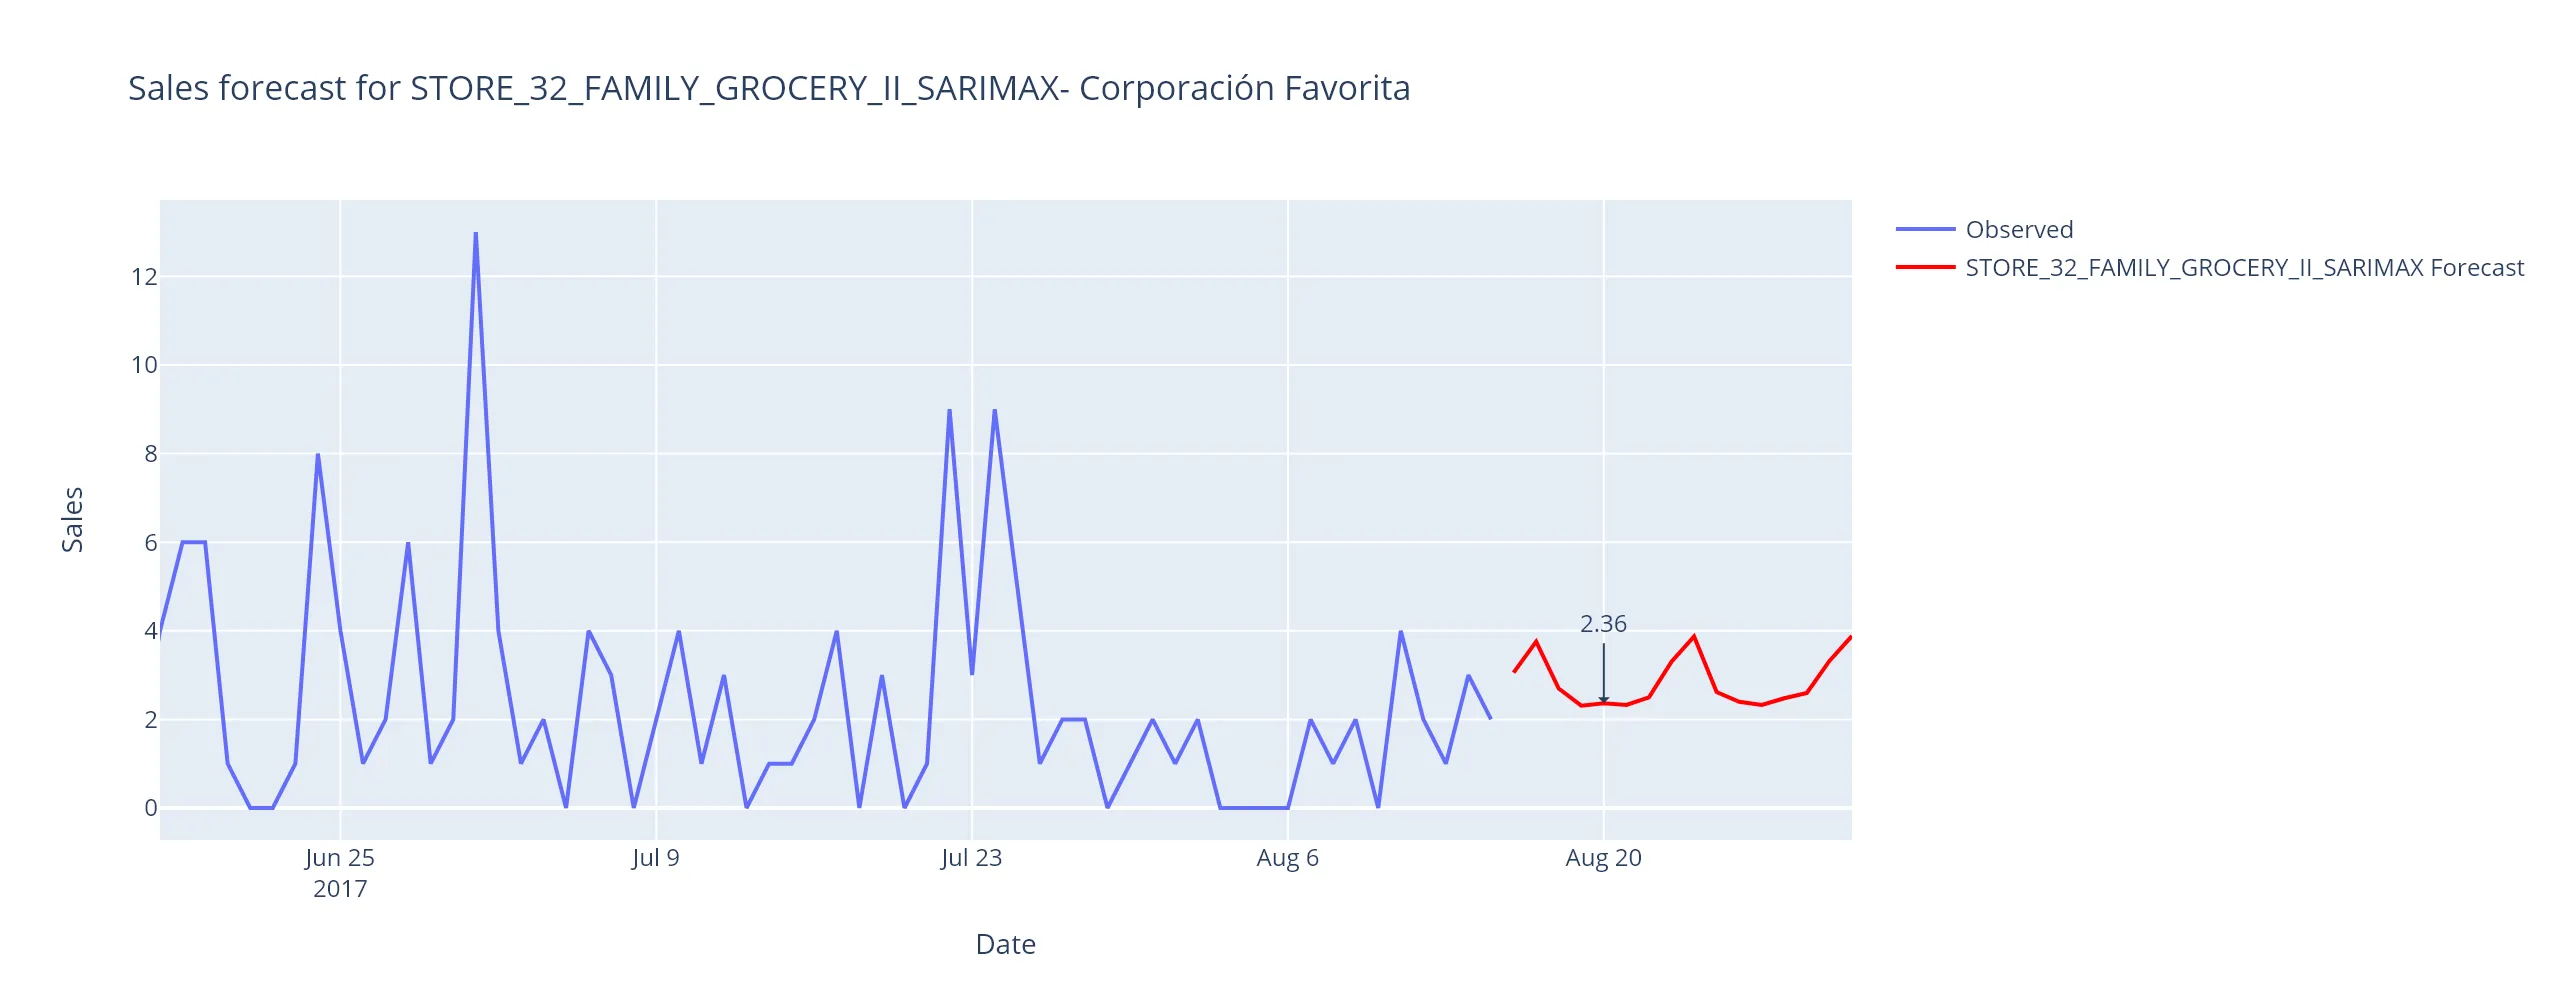 Sales forecast for STORE_32_FAMILY_GROCERY_II_SARIMAX- Corporación Favorita
Observed
STORE_32_FAMILY_GROCERY_II_SARIMAX Forecast
12
10
8
6
4
2
0
Sales
2.36
Jun 25
2017
Jul 9
Jul 23
Aug 6
Aug 20
Date